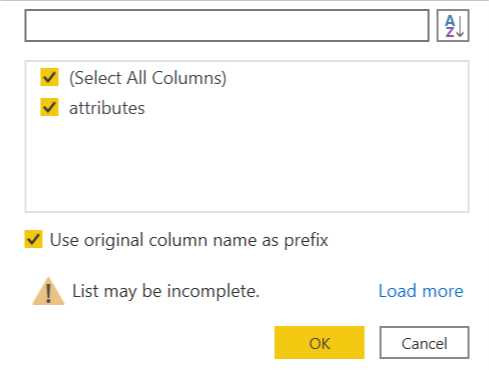 A
Z
(Select All Columns)
attributes
Use original column name as prefix
List may be incomplete. Load more
OK Cancel